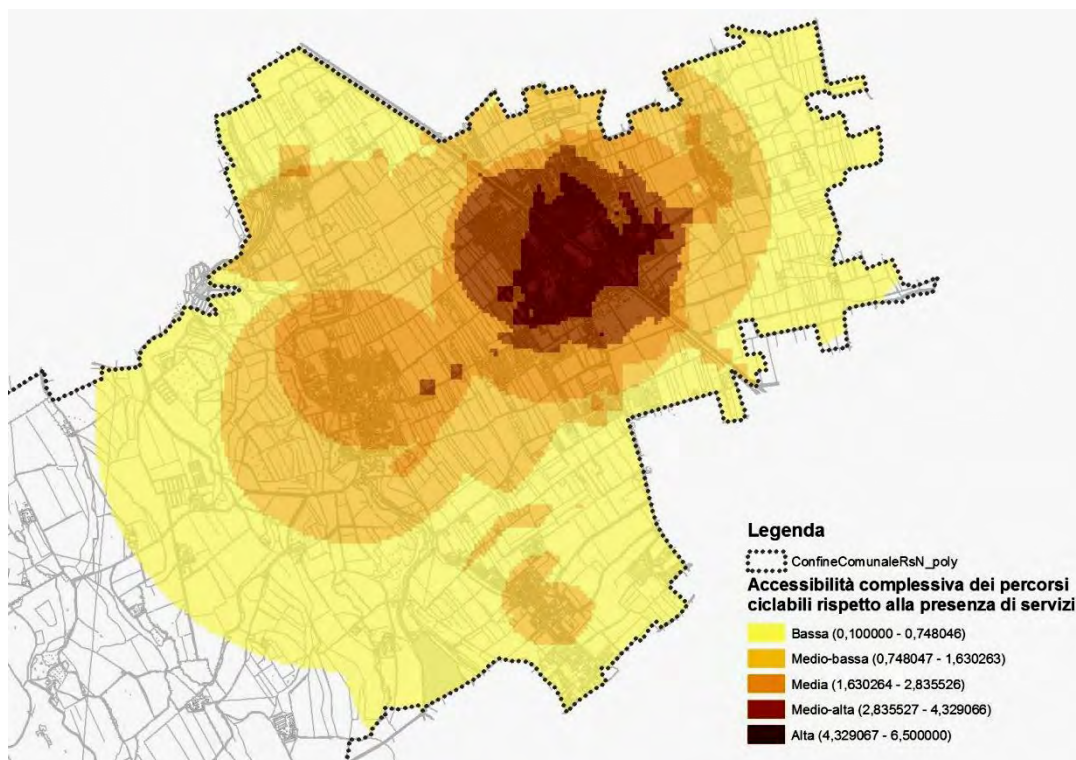 Legenda
ConfineComunaleRsN_poly
Accessibilità complessiva dei percorsi
ciclabili rispetto alla presenza di servizi
Bassa (0,100000 - 0,748046)
Medio-bassa (0,748047 - 1,630263)
Media (1,630264 - 2,835526)
Medio-alta (2,835527 - 4,329066)
Alta (4,329067 - 6,500000)